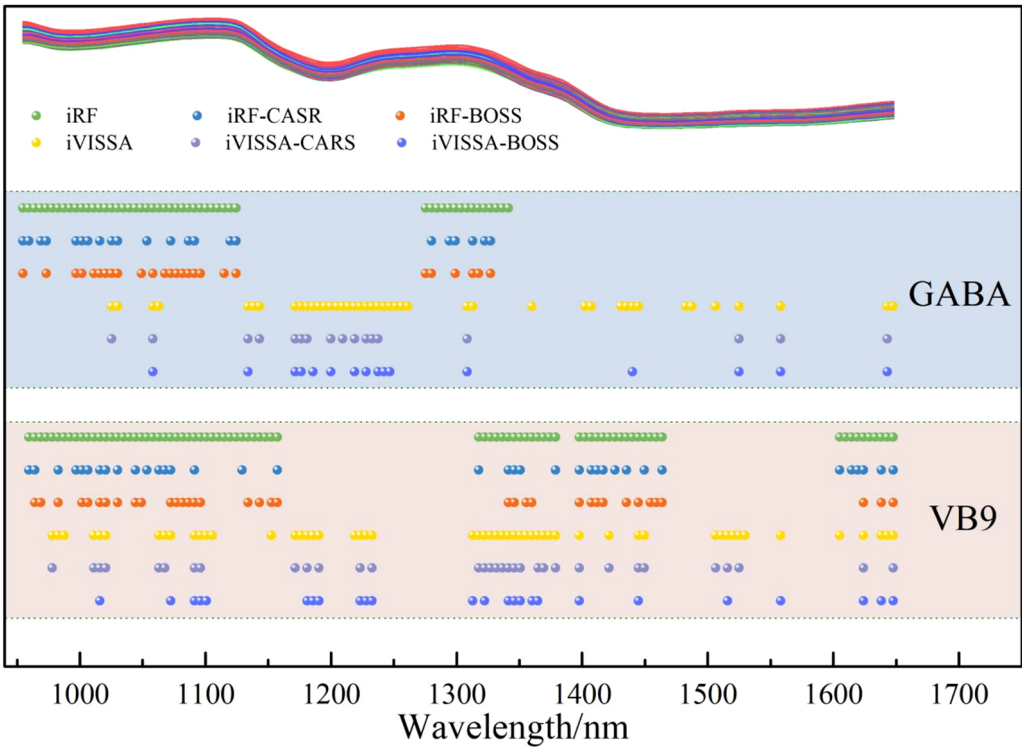 iRF iRF-CASR iRF-BOSS
iVISSA iVISSA-CARS iVISSA-BOSS
GABA
VB9
1000 1100 1200 1300 1400 1500 1600 1700
Wavelength/nm